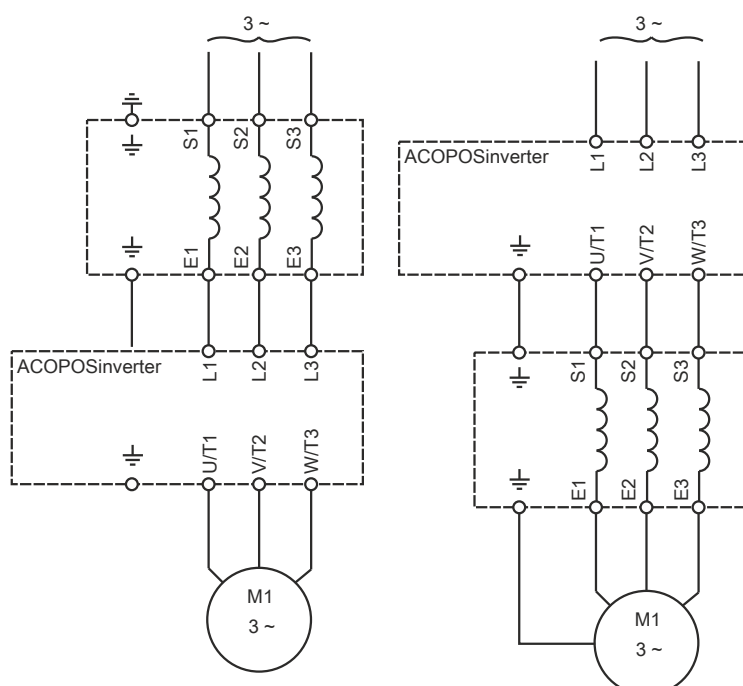 3 ~
S1
S2
S3
E1
E2
E3
ACOPOSinverter
L1
L2
L3
U/T1
V/T2
W/T3
M1
3 ~
3 ~
ACOPOSinverter
L1
L2
L3
U/T1
V/T2
W/T3
S1
S2
S3
E1
E2
E3
M1
3 ~